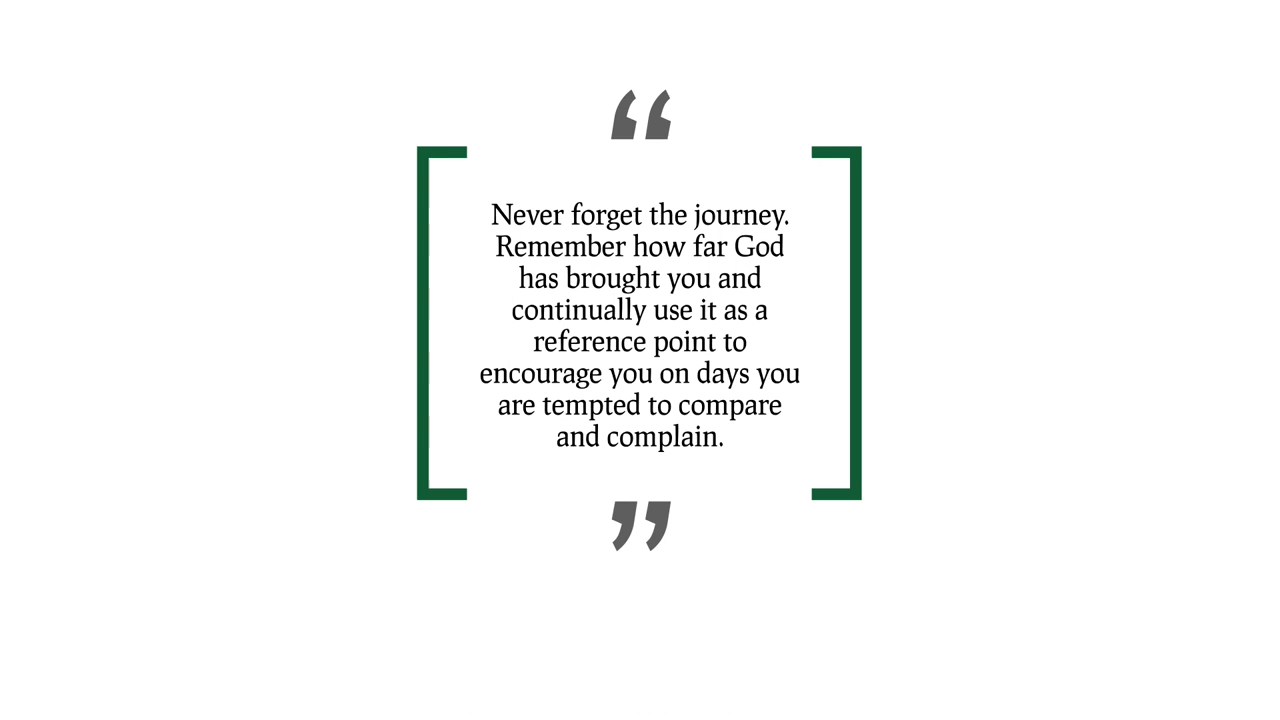 “
Never forget the journey.
Remember how far God
has brought you and
continually use it as a
reference point to
encourage you on days you
are tempted to compare
and complain.
”